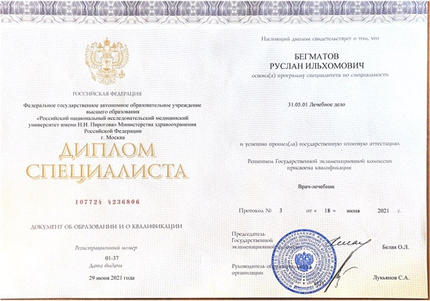 РОССИЙСКАЯ ФЕДЕРАЦИЯ
Федеральное государственное автономное образовательное учреждение
высшего образования
«Российский национальный исследовательский медицинский
университет имени Н.И. Пирогова» Министерства здравоохранения
Российской Федерации
г. Москва
ДИПЛОМ
СПЕЦИАЛИСТА
107724 4236806
ДОКУМЕНТ ОБ ОБРАЗОВАНИИ И О КВАЛИФИКАЦИИ
Регистрационный номер
01-37
Дата выдачи
29 июня 2021 года
Настоящий диплом свидетельствует о том, что
БЕГМАТОВ
РУСЛАН ИЛЬХОМОВИЧ
освоил(а) программу специалитета по специальности
31.05.01 Лечебное дело
и успешно прошел(ла) государственную итоговую аттестацию.
Решением Государственной экзаменационной комиссии
присвоена квалификация
Врач-лечебник
Протокол № 3 от « 18 » июня 2021 г.
Председатель
Государственной
экзаменационной комиссии
Белан О.Л.
Руководитель
организации
Лукьянов С.А.